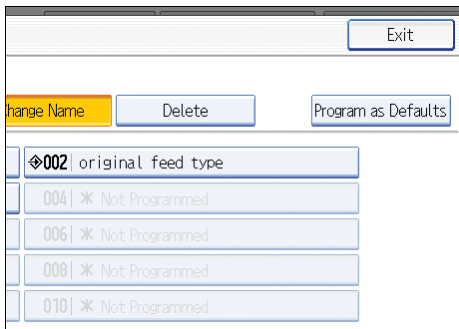 Exit
Change Name Delete Program as Defaults
002 original feed type
004 Not Programmed
006 Not Programmed
008 Not Programmed
010 Not Programmed